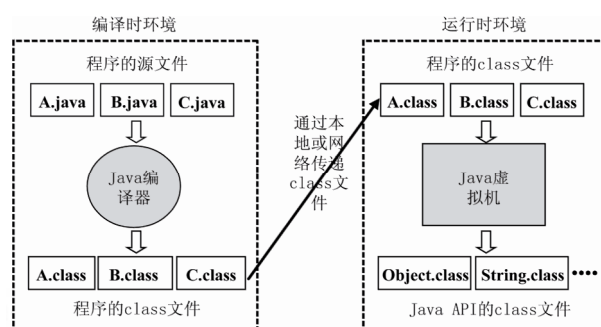 编译时环境
程序的源文件
A.java B.java C.java
Java编
译器
A.class B.class C.class
程序的class文件
通过本
地或网
络传递
class文
件
运行时环境
程序的class文件
A.class B.class C.class
Java虚
拟机
Object.class String.class ••••
Java API的class文件